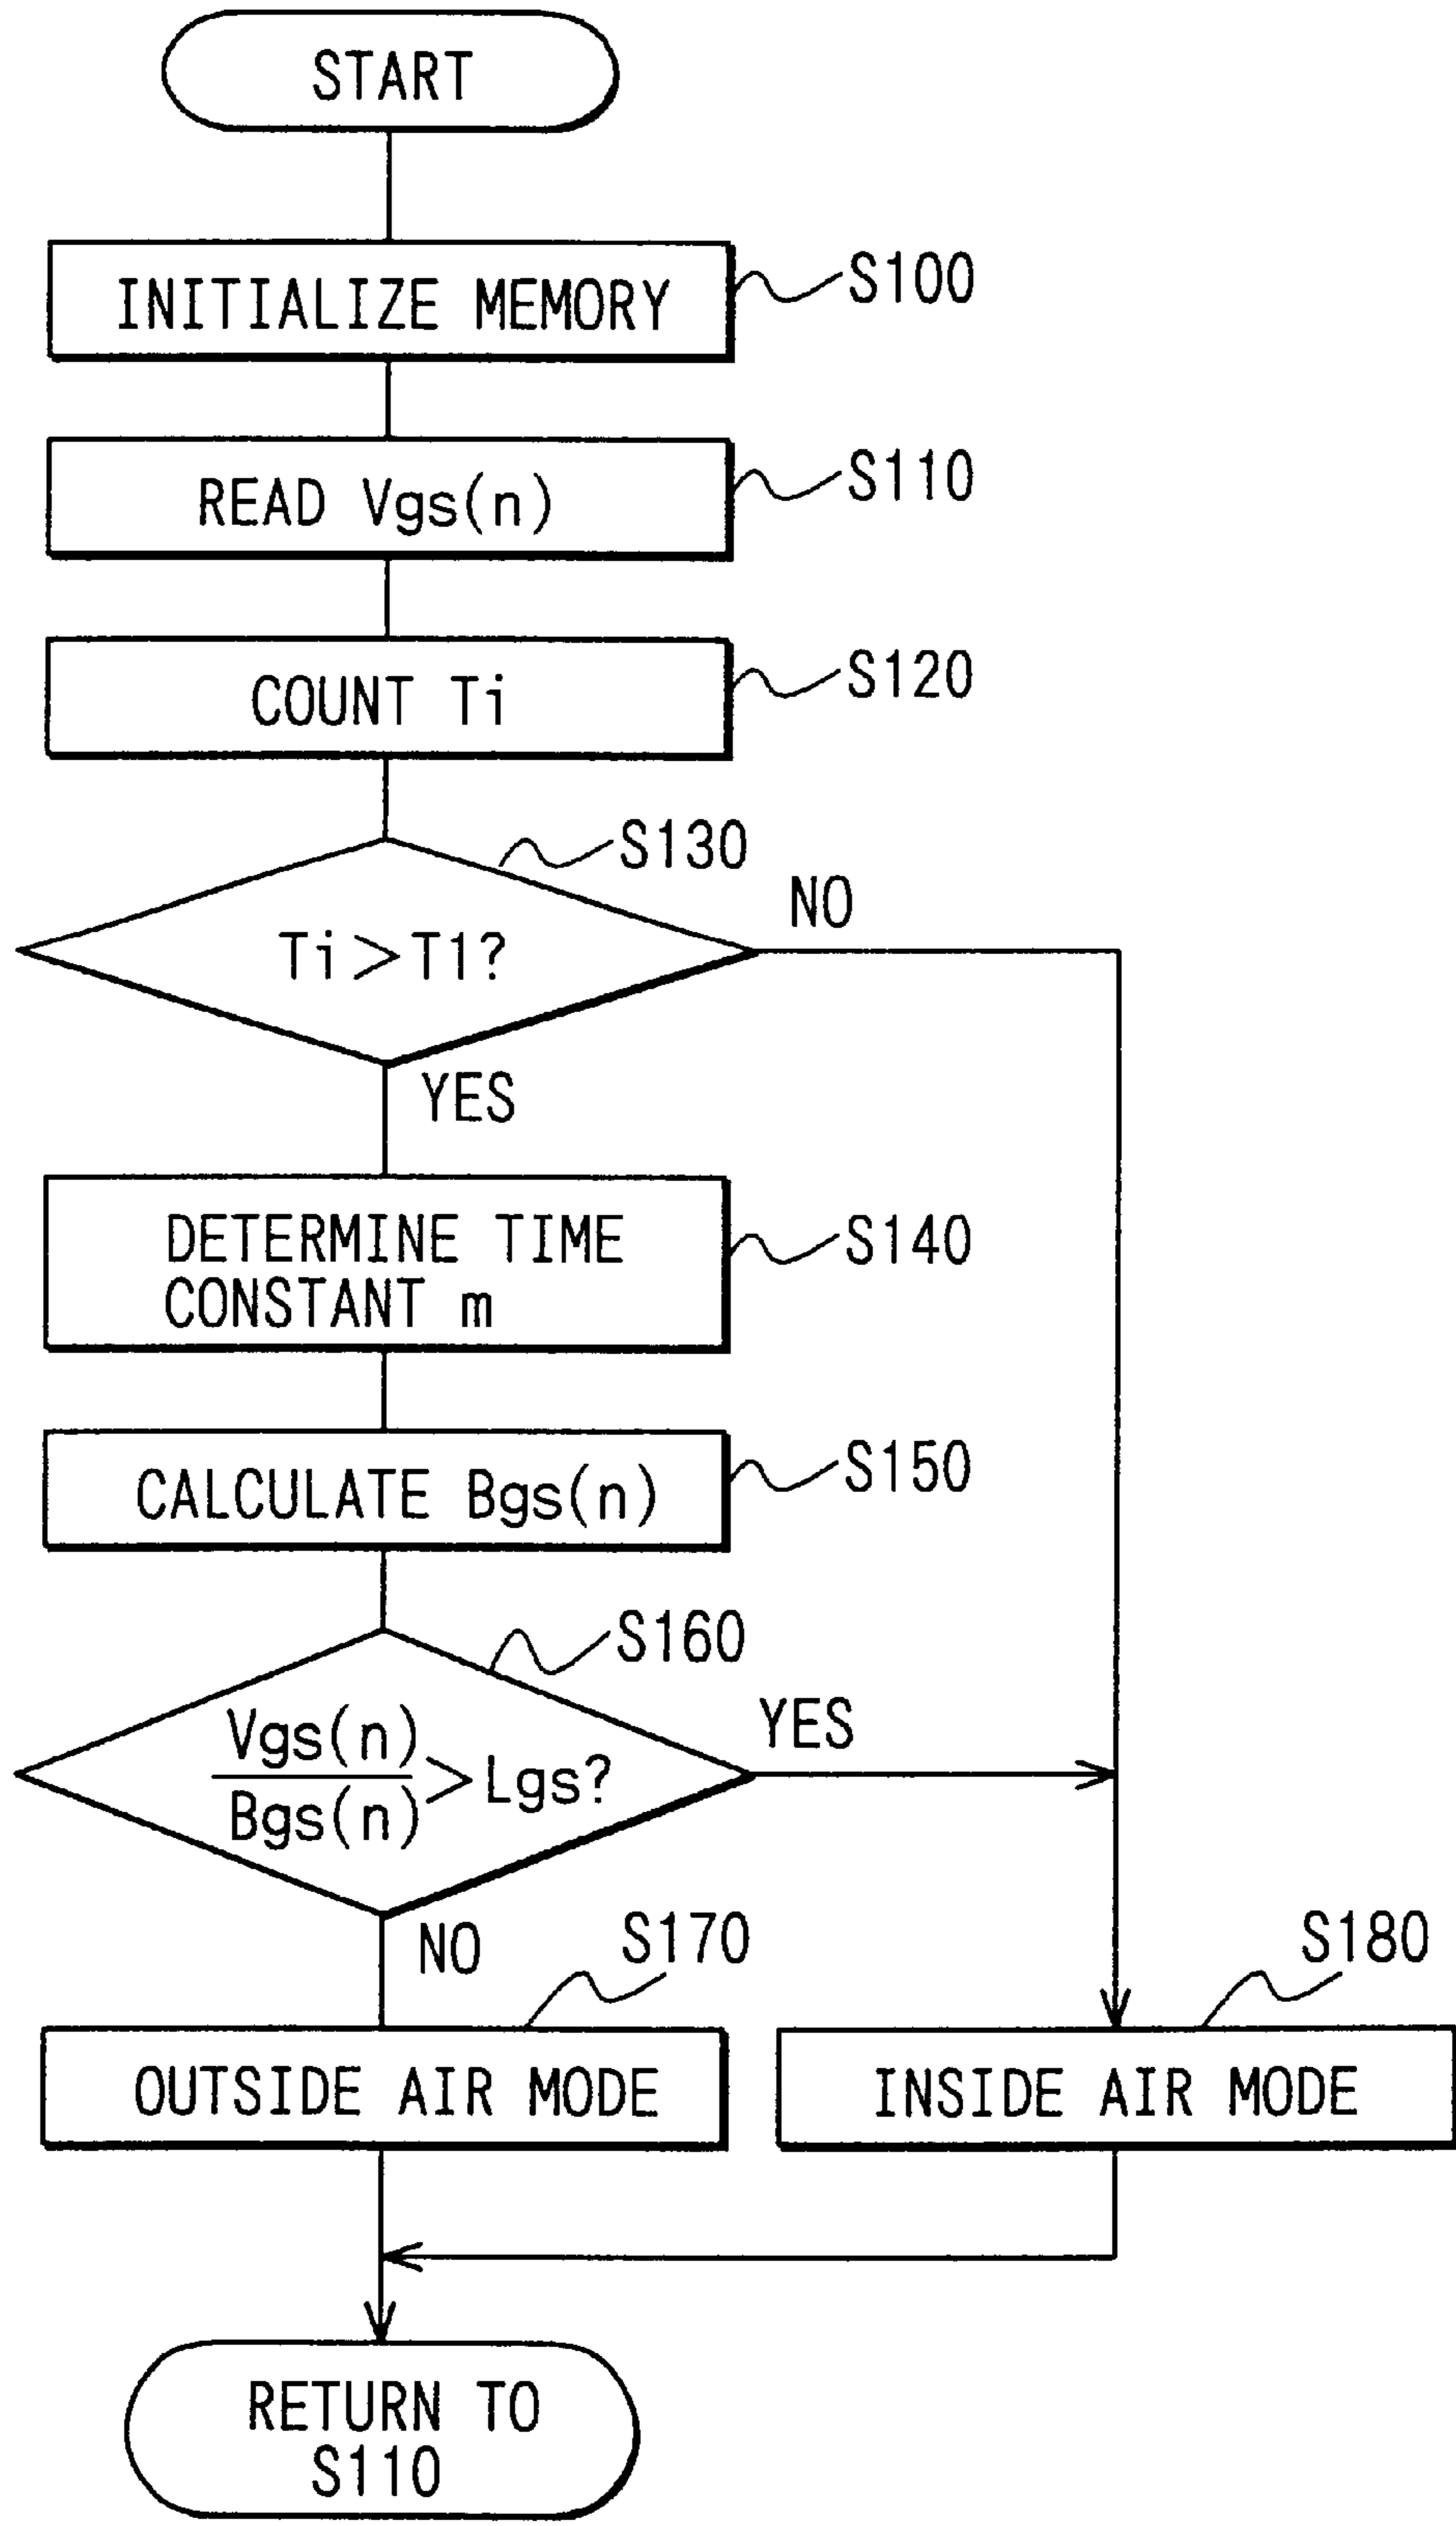 START
INITIALIZE MEMORY
S100
READ Vgs(n)
S110
COUNT Ti
S120
S130
Ti>T1?
NO
YES
DETERMINE TIME
CONSTANT m
S140
CALCULATE Bgs(n)
S150
S160
Vgs(n)
Bgs(n)
>Lgs?
YES
NO
S170
S180
OUTSIDE AIR MODE
INSIDE AIR MODE
RETURN TO
S110